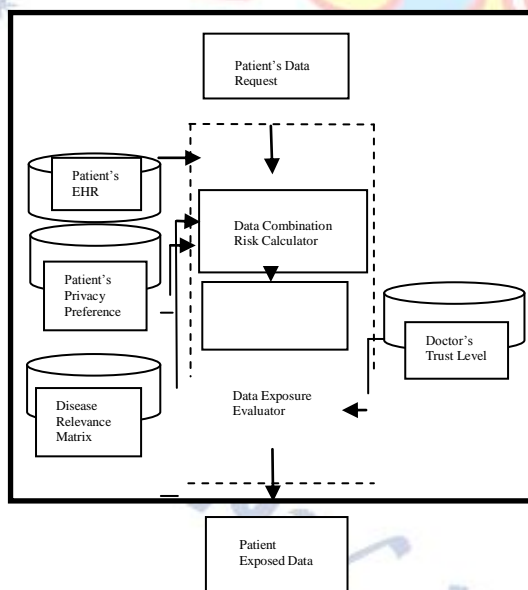 Patient’s Data
Request
Patient’s
EHR
Data Combination
Risk Calculator
Patient’s
Privacy
Preference
Doctor’s
Trust Level
Disease
Relevance
Matrix
Data Exposure
Evaluator
Patient
Exposed Data